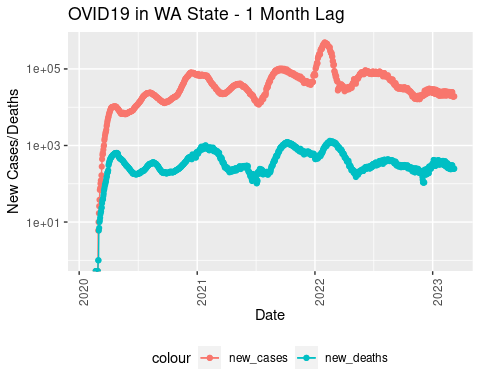 OVID19 in WA State - 1 Month Lag
1e+05
1e+03
1e+01
New Cases/Deaths
2020
2021
2022
2023
Date
colour new_cases new_deaths